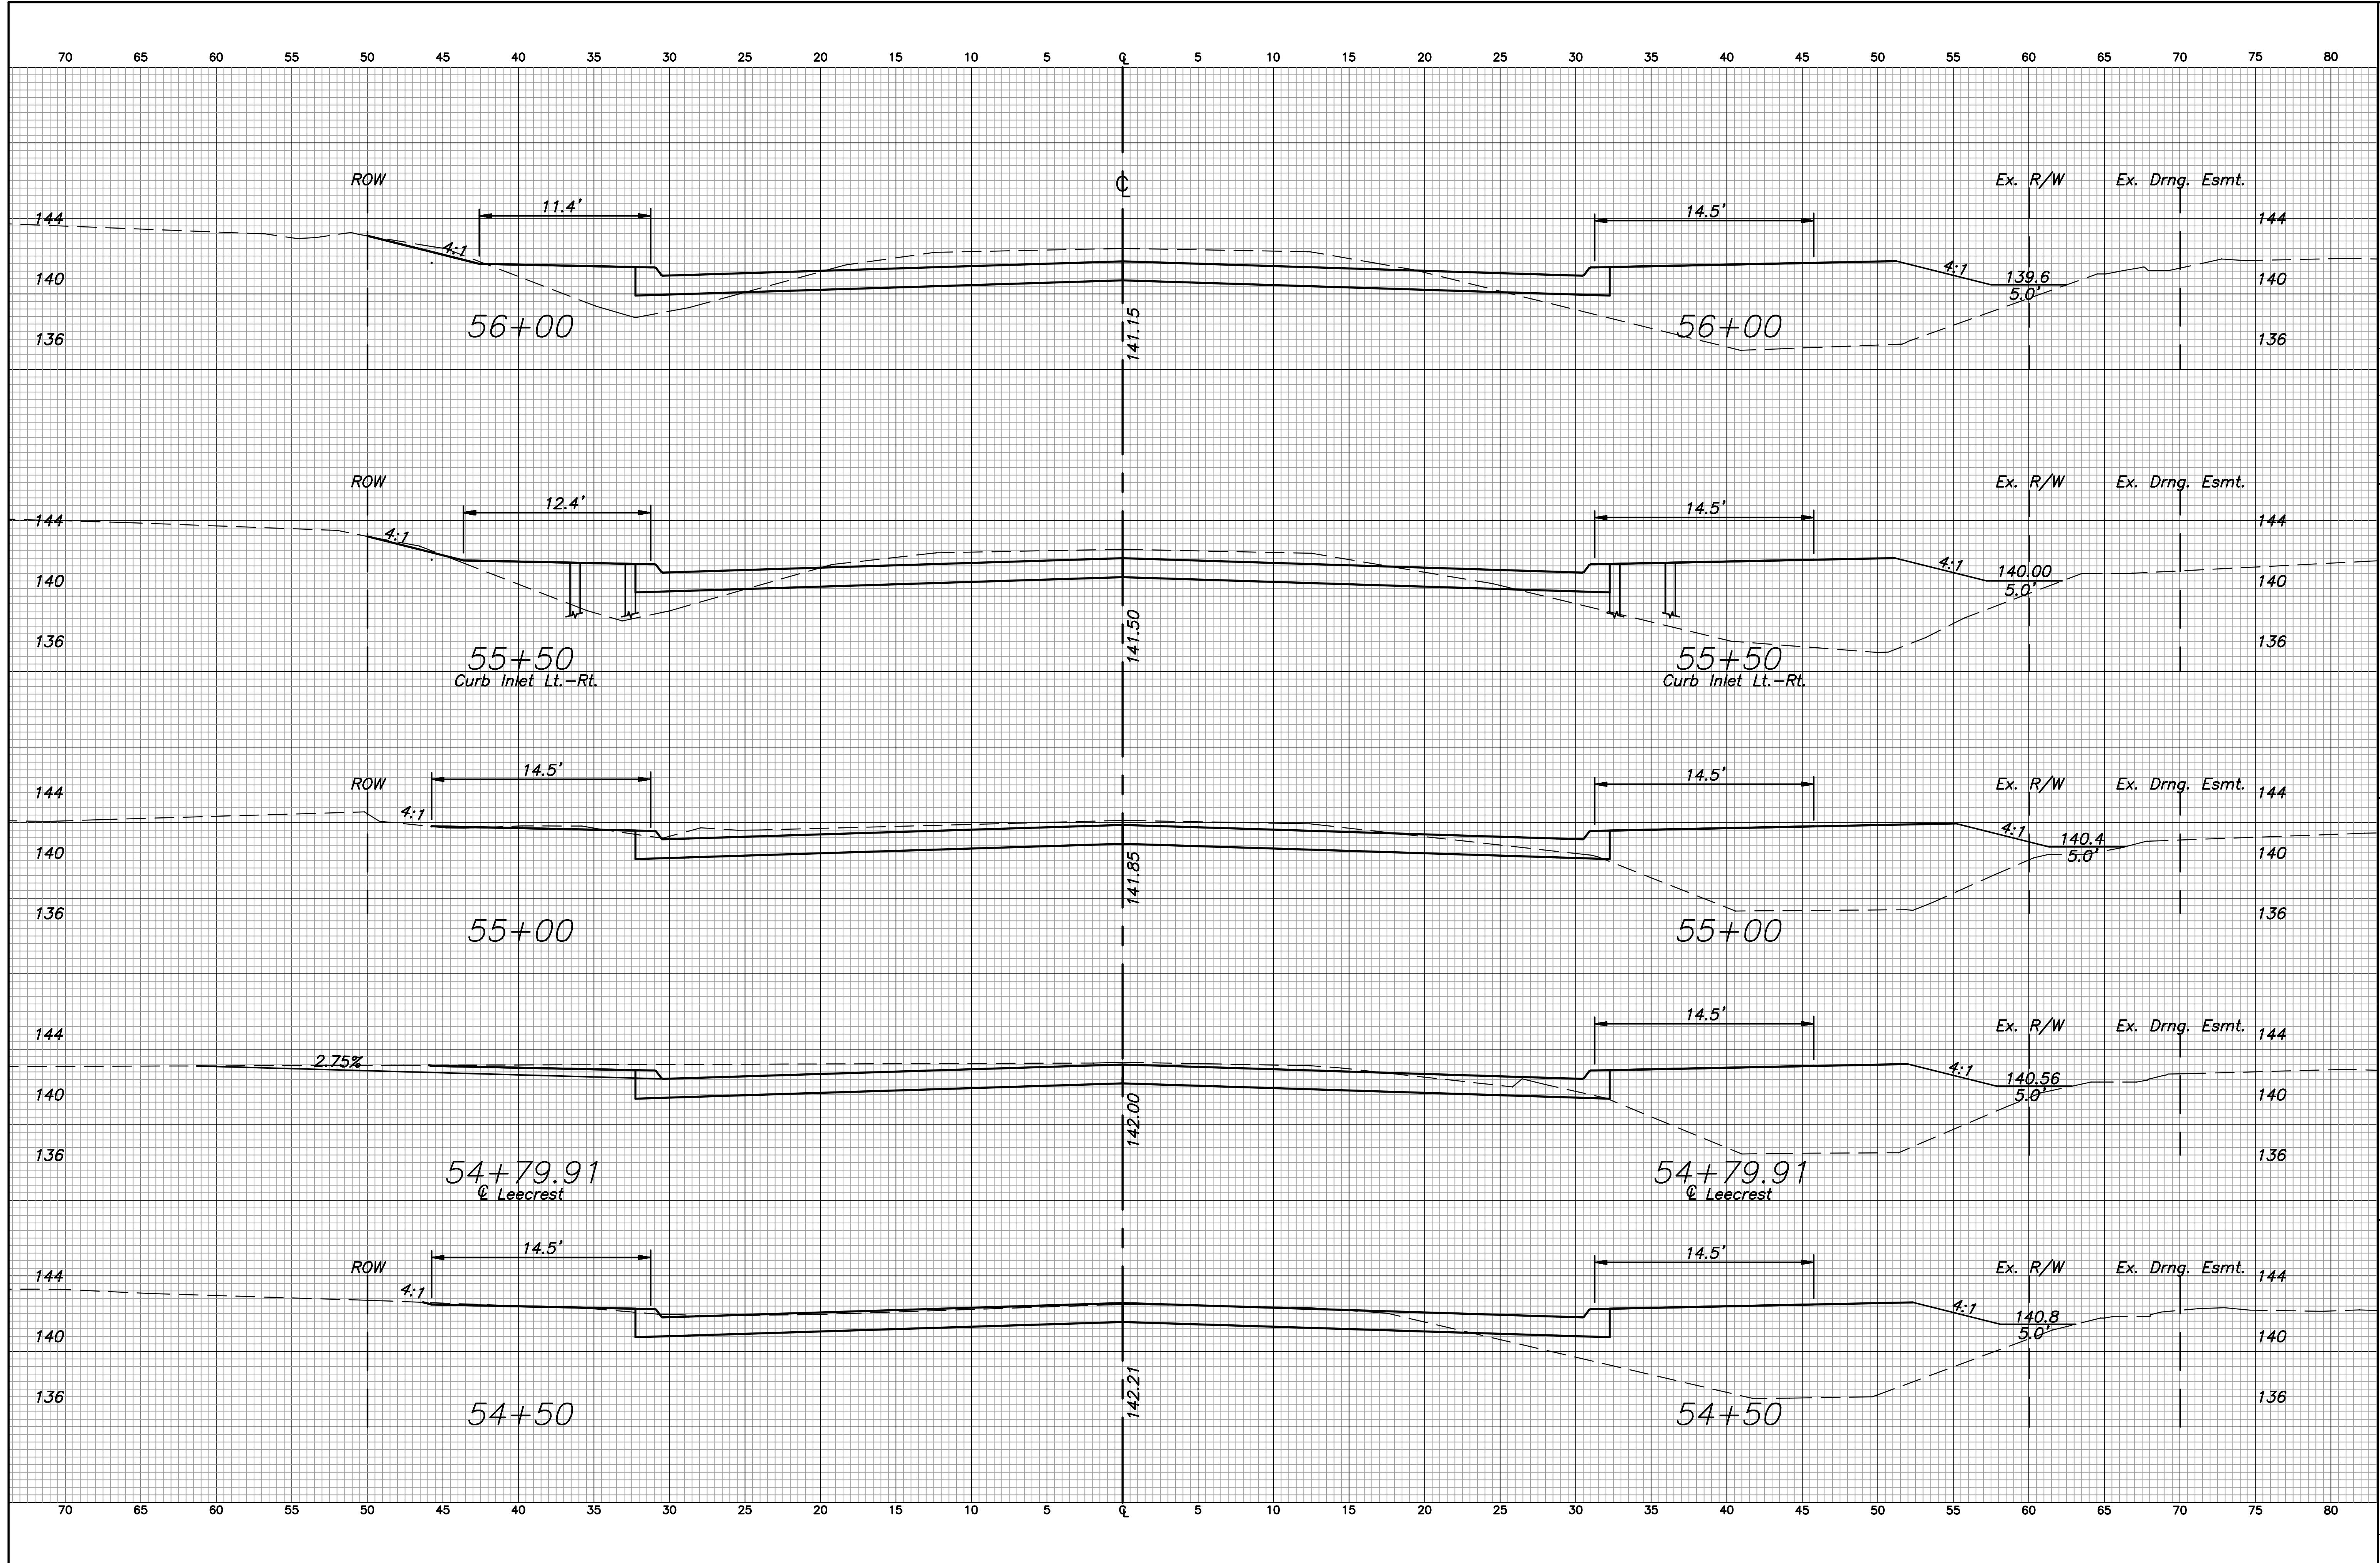 70 65 60 55 50 45 40 35 30 25 20 15 10 5 ℄ 5 10 15 20 25 30 35 40 45 50 55 60 65 70 75 80
ROW ℄ Ex. R/W Ex. Drng. Esmt.
144 11.4' 14.5' 144
4:1 4:1
140 139.6 140
5.0'
136 56+00 141.15 56+00 136
ROW Ex. R/W Ex. Drng. Esmt.
144 12.4' 14.5' 144
4:1 4:1
140 140.00 140
5.0'
136 141.50 136
55+50 55+50
Curb Inlet Lt.-Rt. Curb Inlet Lt.-Rt.
ROW 14.5' 14.5' Ex. R/W Ex. Drng. Esmt.
144 144
4:1 4:1
140 140.4 140
5.0'
136 141.85 136
55+00 55+00
14.5' Ex. R/W Ex. Drng. Esmt.
144 144
2.75% 4:1
140 140.56 140
5.0'
136 142.00 136
54+79.91 54+79.91
℄ Leecrest ℄ Leecrest
ROW 14.5' 14.5' Ex. R/W Ex. Drng. Esmt.
144 144
4:1 4:1
140 140.8 140
5.0'
136 142.21 136
54+50 54+50
70 65 60 55 50 45 40 35 30 25 20 15 10 5 ℄ 5 10 15 20 25 30 35 40 45 50 55 60 65 70 75 80